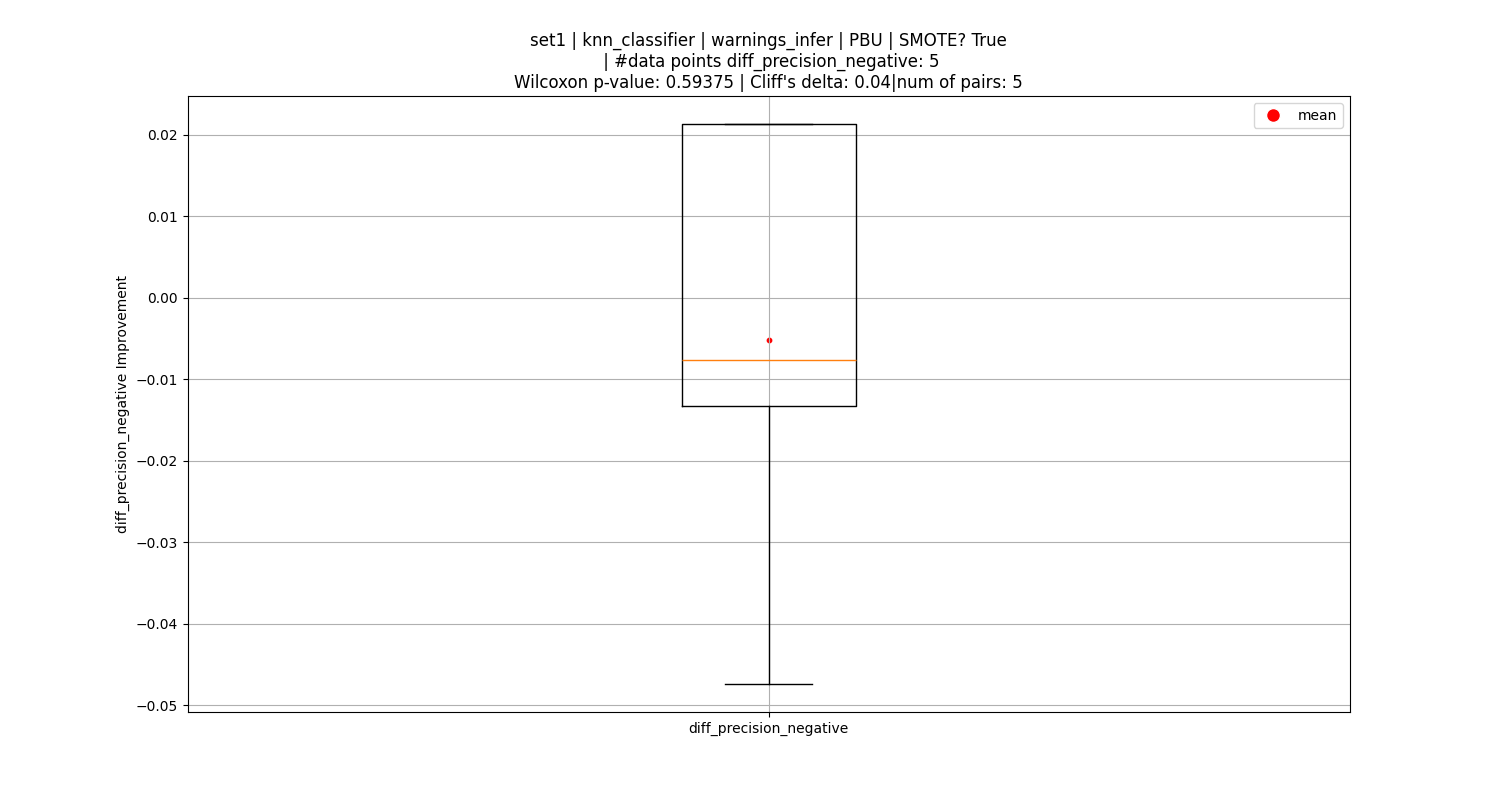 set1 | knn_classifier | warnings_infer | PBU | SMOTE? True
| #data points diff_precision_negative: 5
Wilcoxon p-value: 0.59375 | Cliff's delta: 0.04|num of pairs: 5
mean
0.02
0.01
0.00
−0.01
−0.02
−0.03
−0.04
−0.05
diff_precision_negative Improvement
diff_precision_negative